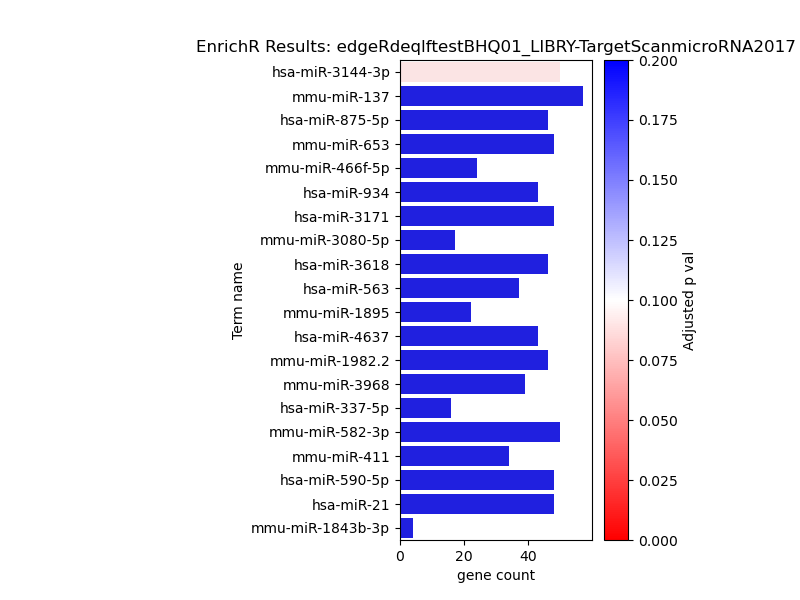 EnrichR Results: edgeRdeqlftestBHQ01_LIBRY-TargetScanmicroRNA2017
hsa-miR-3144-3p
mmu-miR-137
hsa-miR-875-5p
mmu-miR-653
mmu-miR-466f-5p
hsa-miR-934
hsa-miR-3171
mmu-miR-3080-5p
hsa-miR-3618
hsa-miR-563
mmu-miR-1895
hsa-miR-4637
mmu-miR-1982.2
mmu-miR-3968
hsa-miR-337-5p
mmu-miR-582-3p
mmu-miR-411
hsa-miR-590-5p
hsa-miR-21
mmu-miR-1843b-3p
Term name
0 20 40
gene count
0.200
0.175
0.150
0.125
0.100
0.075
0.050
0.025
0.000
Adjusted p val